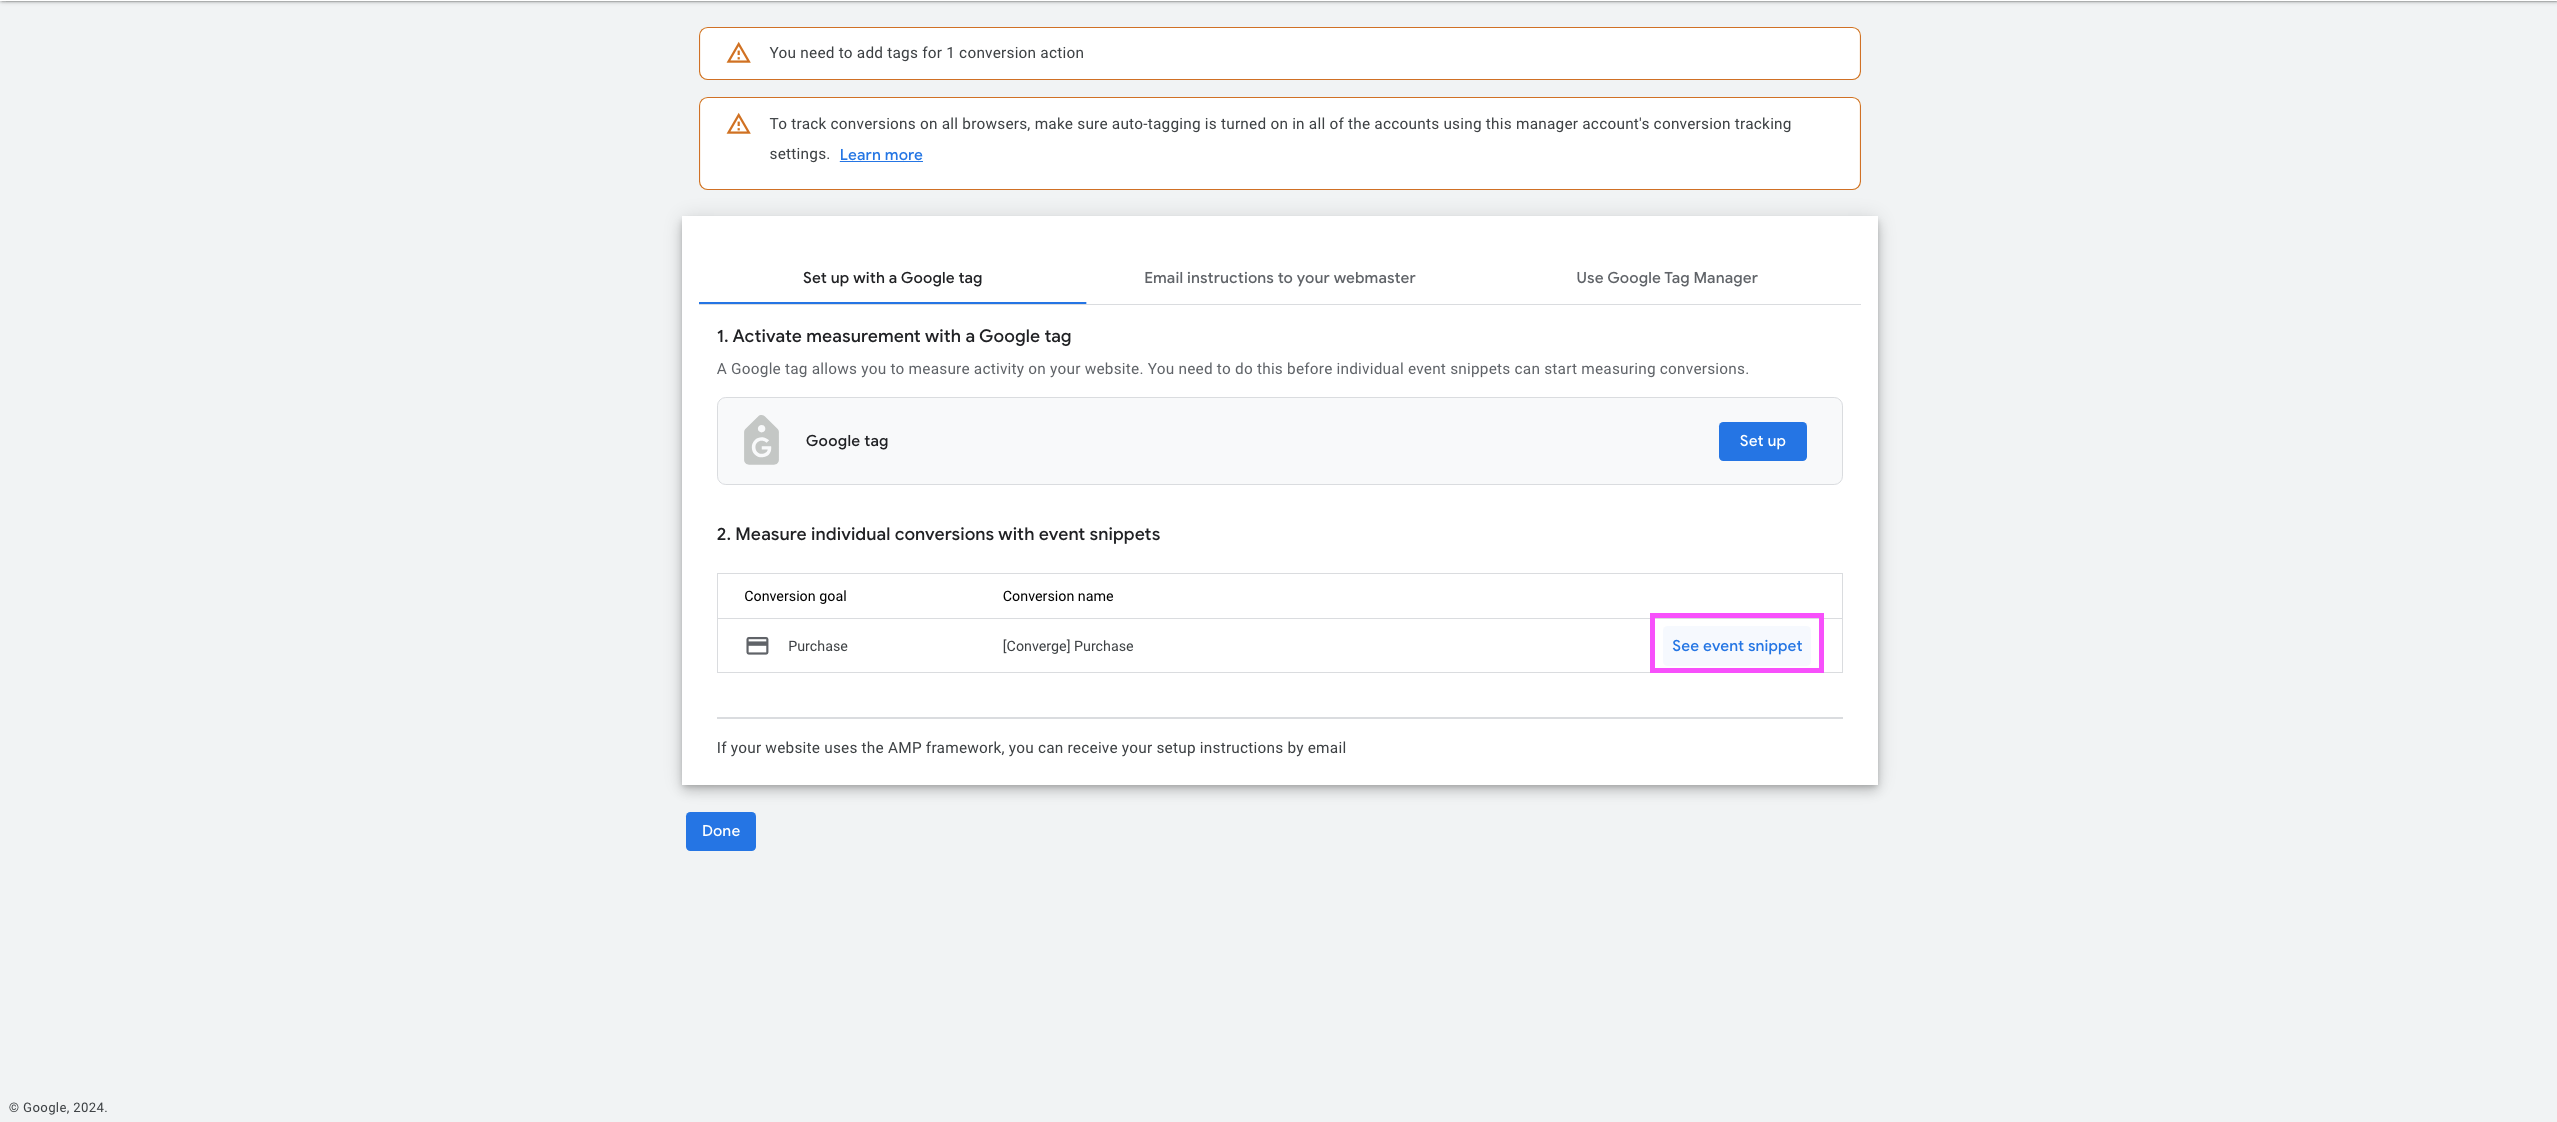 You need to add tags for 1 conversion action
To track conversions on all browsers, make sure auto-tagging is turned on in all of the accounts using this manager account's conversion tracking
settings. Learn more
Set up with a Google tag
Email instructions to your webmaster
Use Google Tag Manager
1. Activate measurement with a Google tag
A Google tag allows you to measure activity on your website. You need to do this before individual event snippets can start measuring conversions.
G
Google tag
Set up
2. Measure individual conversions with event snippets
Conversion goal
Conversion name
Purchase
[Converge] Purchase
See event snippet
If your website uses the AMP framework, you can receive your setup instructions by email
Done
© Google, 2024.